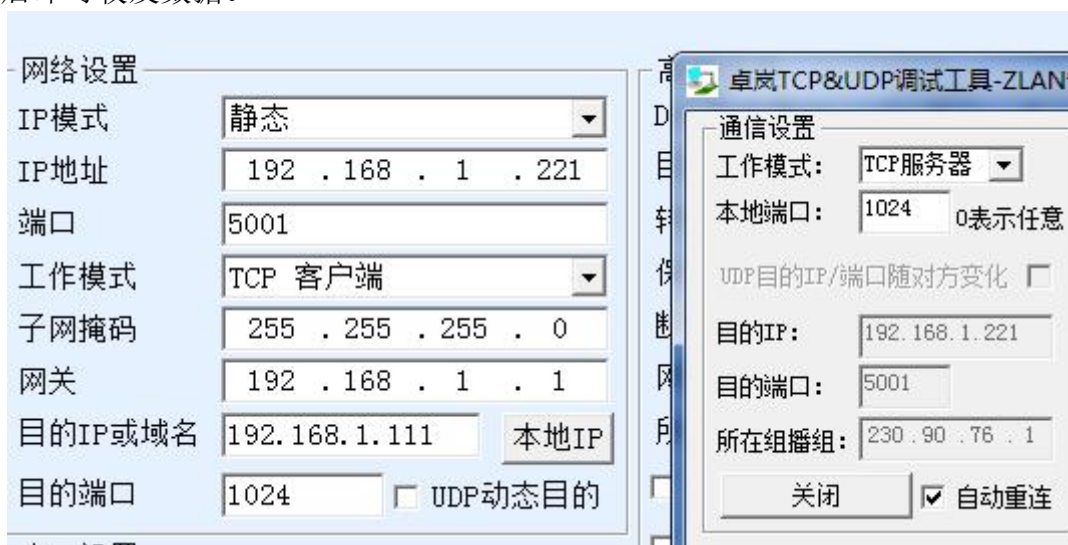 网络设置
IP模式 静态
IP地址 192 . 168 . 1 . 221
端口 5001
工作模式 TCP 客户端
子网掩码 255 . 255 . 255 . 0
网关 192 . 168 . 1 . 1
目的IP或域名 192.168.1.111 本地IP
目的端口 1024 UDP动态目的
卓岚TCP&UDP调试工具-ZLAN
通信设置
工作模式： TCP服务器
本地端口： 1024 0表示任意
UDP目的IP/端口随对方变化
目的IP： 192.168.1.221
目的端口： 5001
所在组播组： 230 .90 .76 . 1
关闭 自动重连